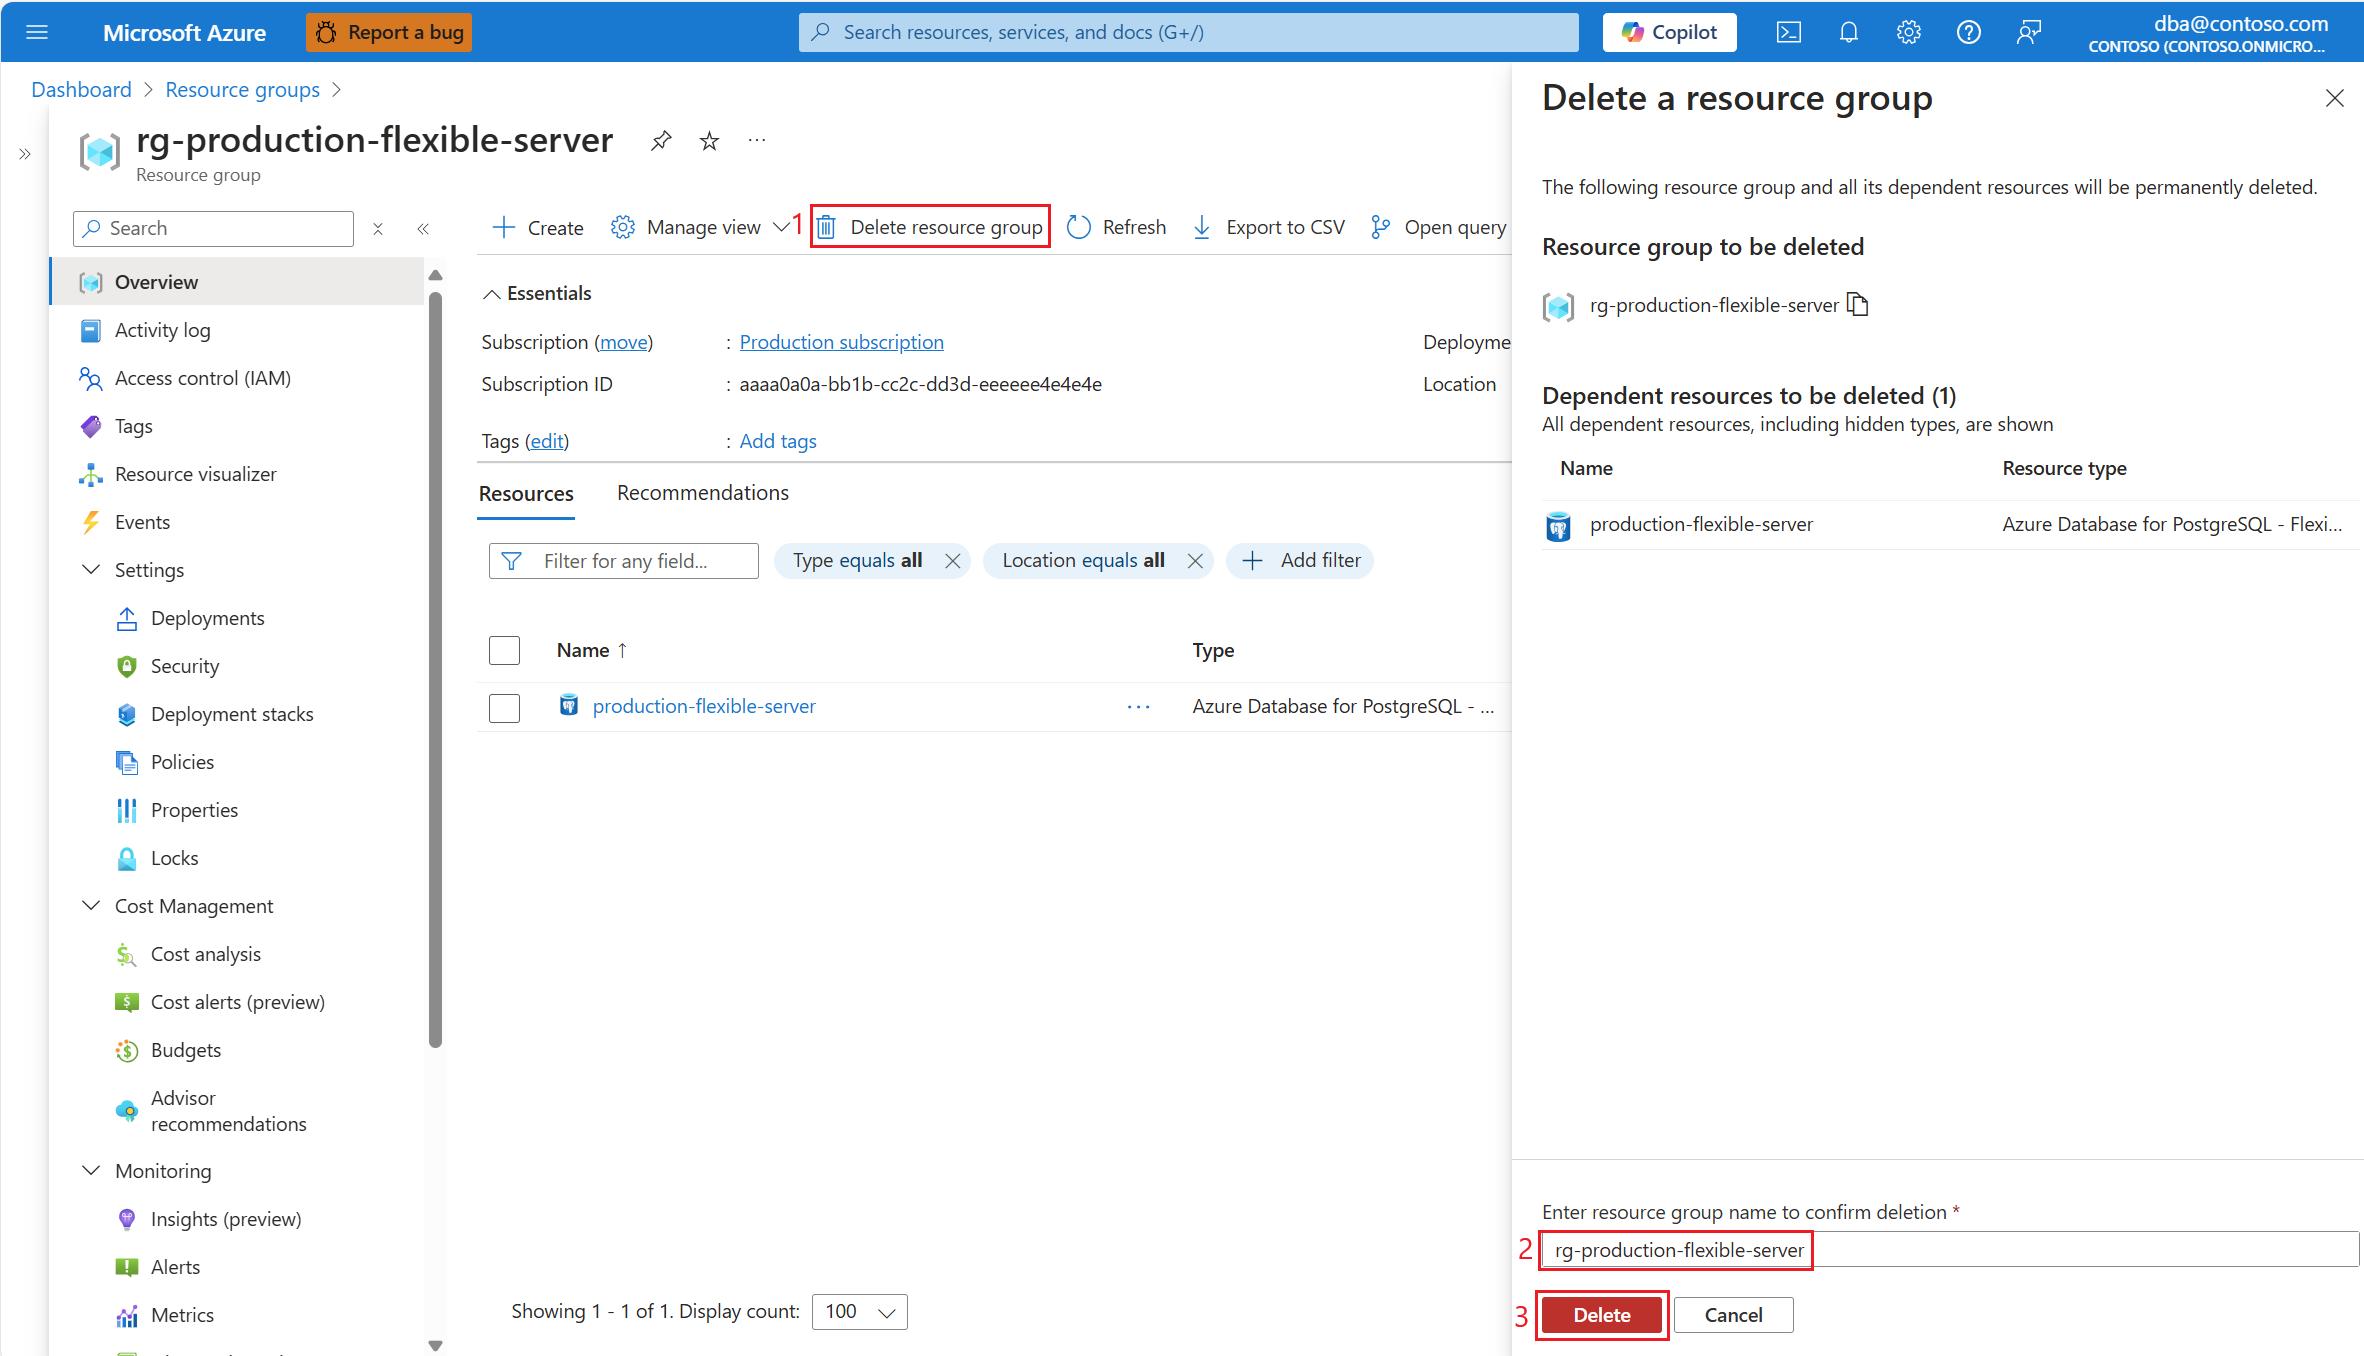 Microsoft Azure
Report a bug
Search resources, services, and docs (G+/)
Copilot
dba@contoso.com
CONTOSO (CONTOSO.ONMICRO...
Dashboard
Resource groups
rg-production-flexible-server
Resource group
Search
Overview
Activity log
Access control (IAM)
Tags
Resource visualizer
Events
Settings
Deployments
Security
Deployment stacks
Policies
Properties
Locks
Cost Management
Cost analysis
Cost alerts (preview)
Budgets
Advisor
recommendations
Monitoring
Insights (preview)
Alerts
Metrics
Create
Manage view
1
Delete resource group
Refresh
Export to CSV
Open query
Essentials
Subscription (move) : Production subscription
Deployme
Subscription ID : aaaa0a0a-bb1b-cc2c-dd3d-eeeeee4e4e4e
Location
Tags (edit) : Add tags
Resources Recommendations
Filter for any field...
Type equals all
Location equals all
Add filter
Name ↑ Type
production-flexible-server ... Azure Database for PostgreSQL - ...
Showing 1 - 1 of 1. Display count: 100
Delete a resource group
The following resource group and all its dependent resources will be permanently deleted.
Resource group to be deleted
rg-production-flexible-server
Dependent resources to be deleted (1)
All dependent resources, including hidden types, are shown
Name Resource type
production-flexible-server Azure Database for PostgreSQL - Flexi...
Enter resource group name to confirm deletion *
2 rg-production-flexible-server
3 Delete Cancel